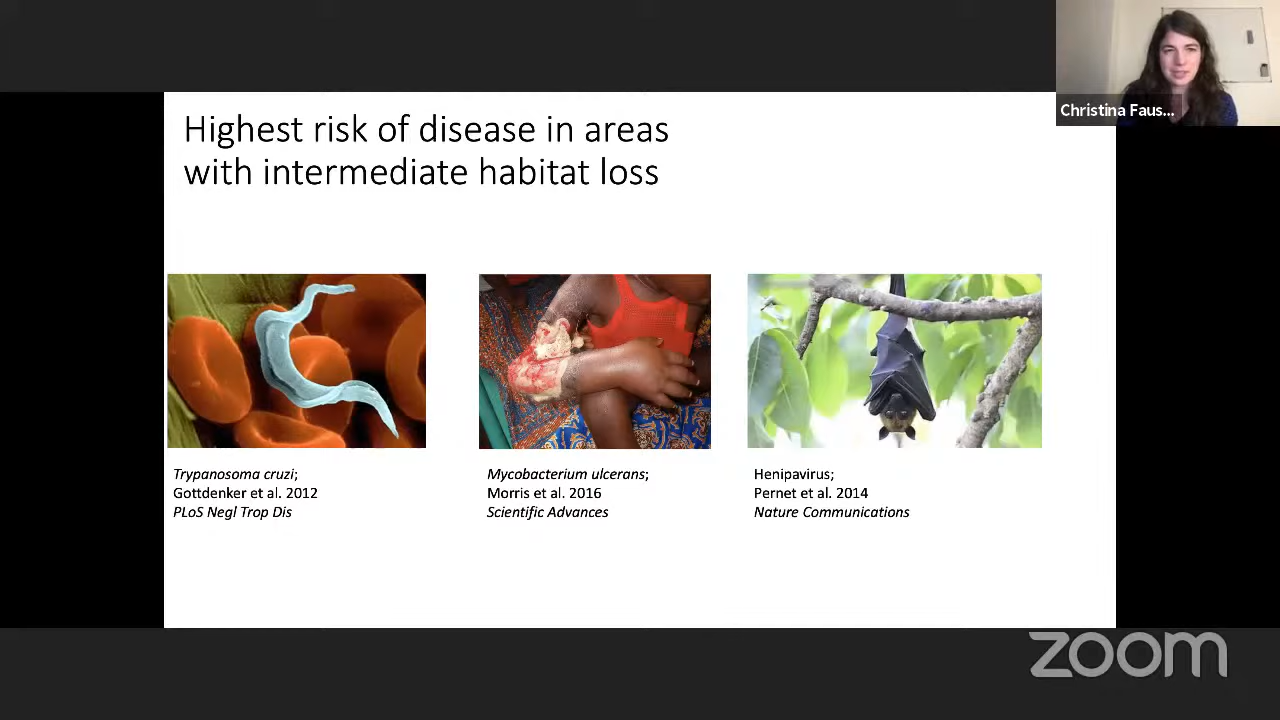 Christina Faus...
Highest risk of disease in areas
with intermediate habitat loss
Trypanosoma cruzi;
Gottdenker et al. 2012
PLoS Negl Trop Dis
Mycobacterium ulcerans;
Morris et al. 2016
Scientific Advances
Henipavirus;
Pernet et al. 2014
Nature Communications
zoom